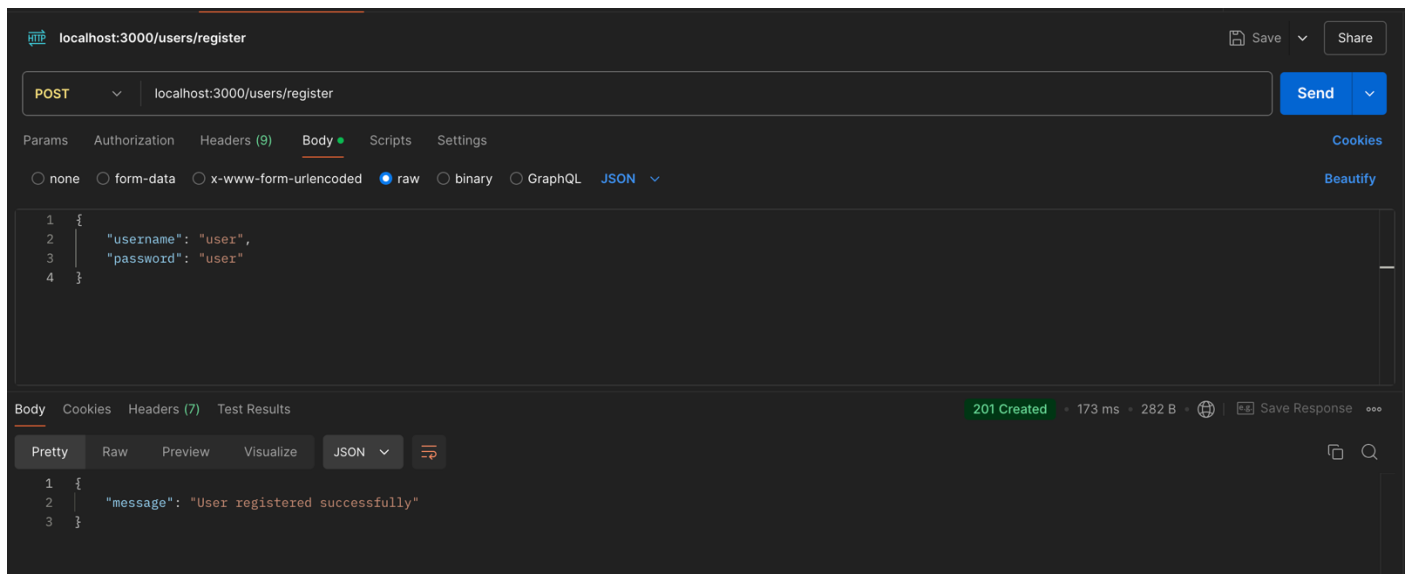 HTTP localhost:3000/users/register Save Share
POST localhost:3000/users/register Send
Params Authorization Headers (9) Body Scripts Settings Cookies
none form-data x-www-form-urlencoded raw binary GraphQL JSON Beautify
1 {
2 "username": "user",
3 "password": "user"
4 }
Body Cookies Headers (7) Test Results 201 Created • 173 ms • 282 B • e.g. Save Response
Pretty Raw Preview Visualize JSON
1 {
2 "message": "User registered successfully"
3 }